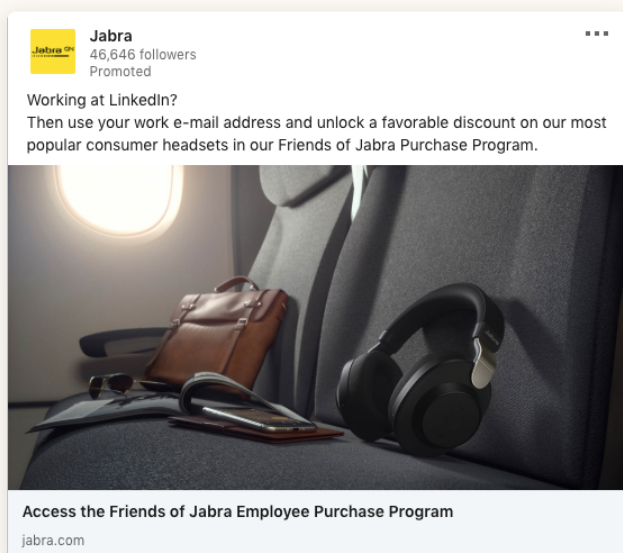 Jabra GN
Jabra
46,646 followers
Promoted
Working at LinkedIn?
Then use your work e-mail address and unlock a favorable discount on our most
popular consumer headsets in our Friends of Jabra Purchase Program.
Access the Friends of Jabra Employee Purchase Program
jabra.com